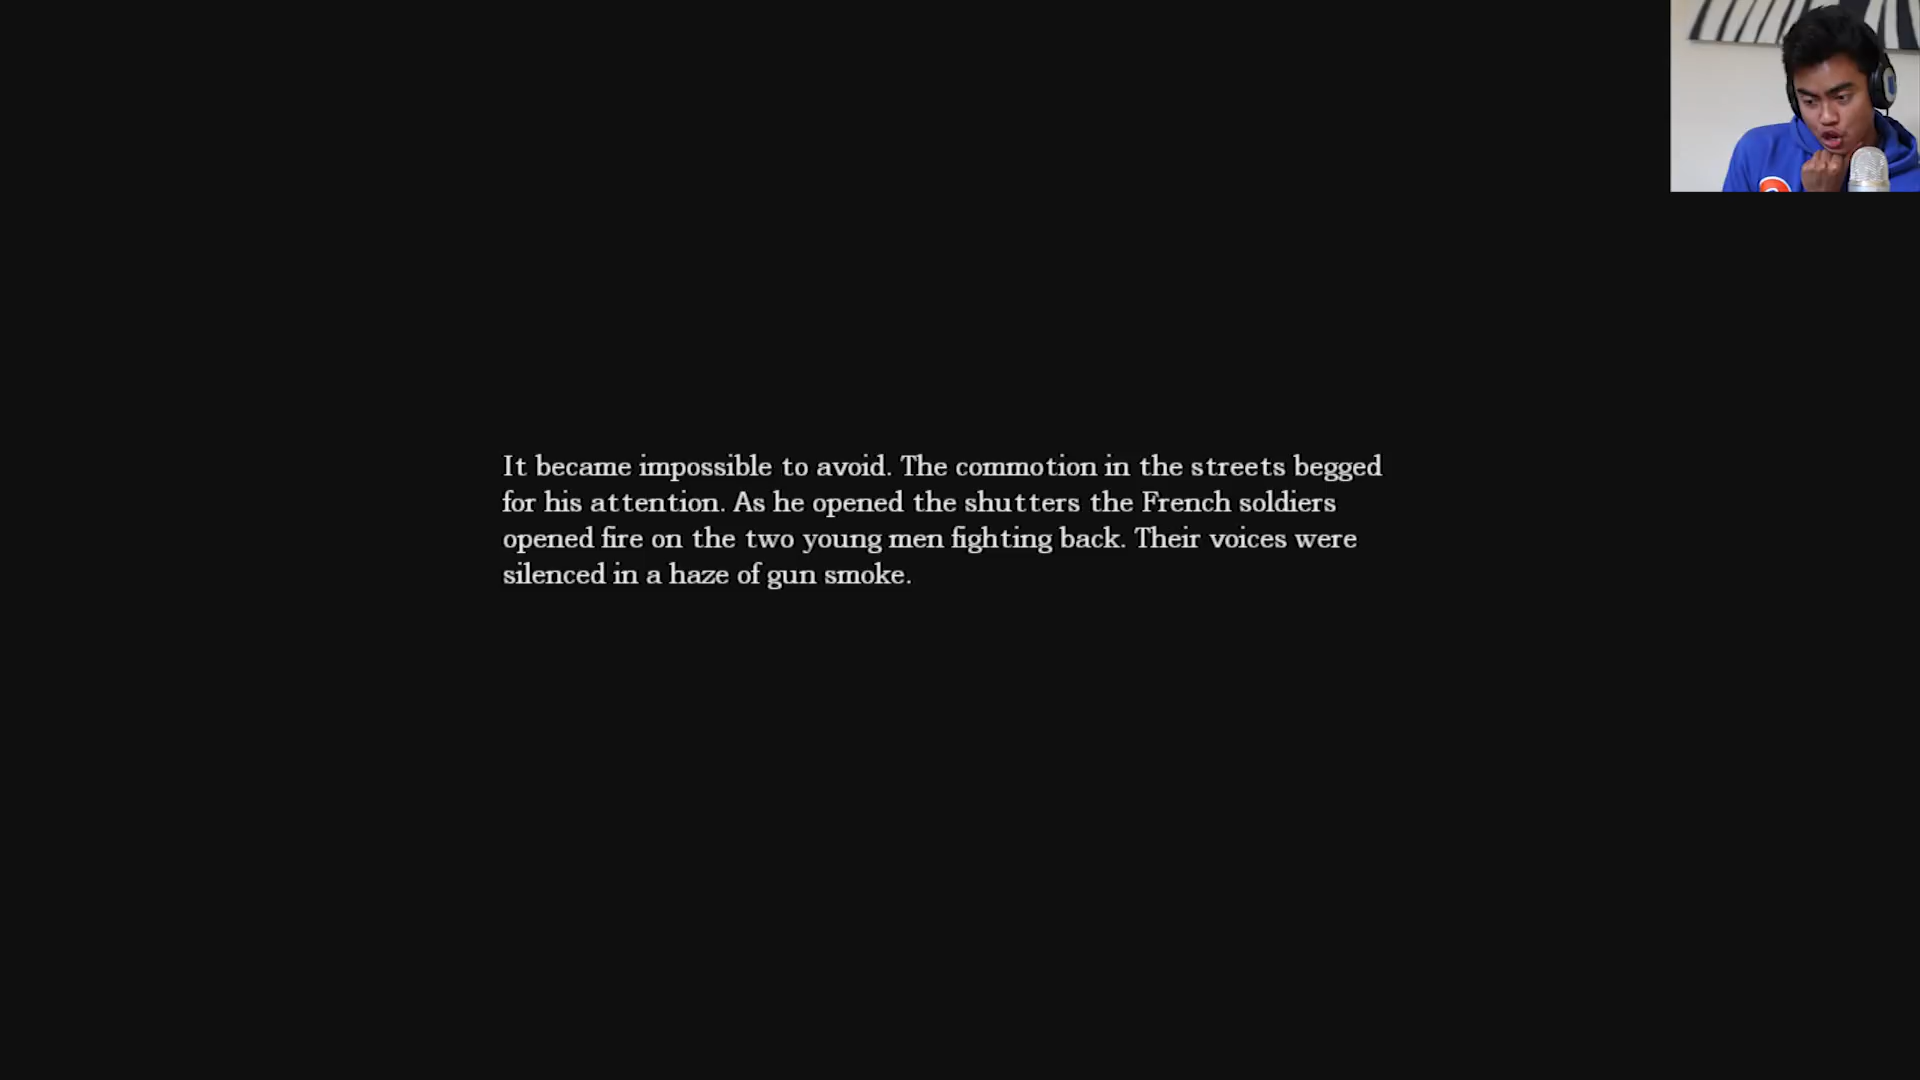 It became impossible to avoid. The commotion in the streets begged
for his attention. As he opened the shutters the French soldiers
opened fire on the two young men fighting back. Their voices were
silenced in a haze of gun smoke.